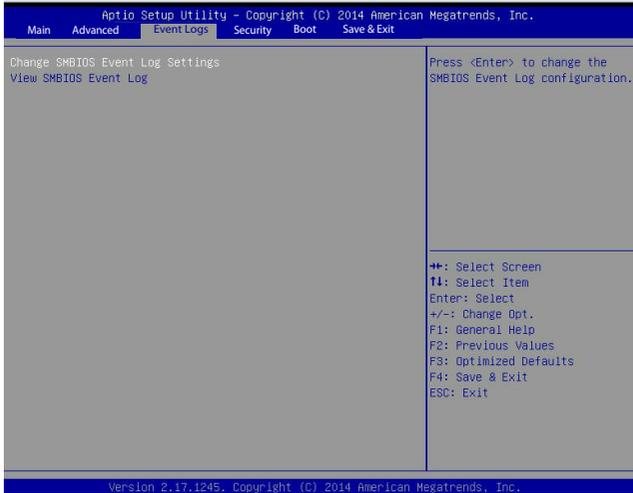 Aptio Setup Utility - Copyright (C) 2014 American Megatrends, Inc.
Main Advanced Event Logs Security Boot Save & Exit
Change SMBIOS Event Log Settings
View SMBIOS Event Log
Press <Enter> to change the
SMBIOS Event Log configuration.
→←: Select Screen
↑↓: Select Item
Enter: Select
+/-: Change Opt.
F1: General Help
F2: Previous Values
F3: Optimized Defaults
F4: Save & Exit
ESC: Exit
Version 2.17.1245. Copyright (C) 2014 American Megatrends, Inc.